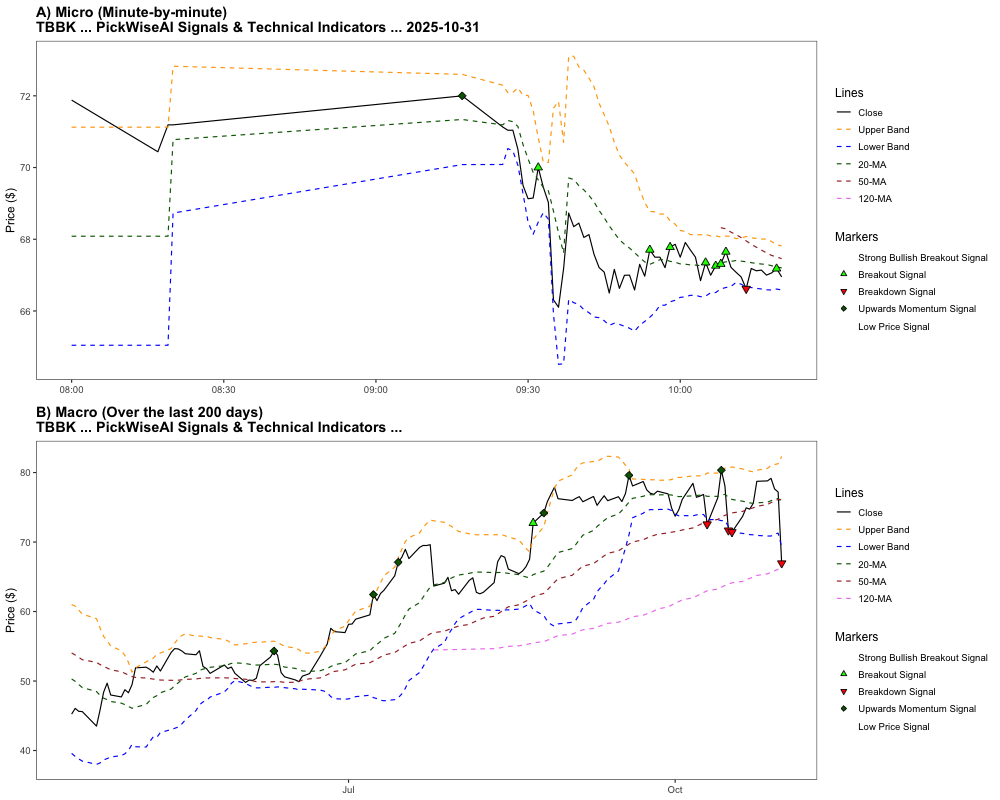 A) Micro (Minute-by-minute)
TBBK ... PickWiseAI Signals & Technical Indicators ... 2025-10-31
Price ($)
72
70
68
66
08:00
08:30
09:00
09:30
10:00
Lines
Close
Upper Band
Lower Band
20-MA
50-MA
120-MA
Markers
Strong Bullish Breakout Signal
Breakout Signal
Breakdown Signal
Upwards Momentum Signal
Low Price Signal
B) Macro (Over the last 200 days)
TBBK ... PickWiseAI Signals & Technical Indicators ...
Price ($)
80
70
60
50
40
Jul
Oct
Lines
Close
Upper Band
Lower Band
20-MA
50-MA
120-MA
Markers
Strong Bullish Breakout Signal
Breakout Signal
Breakdown Signal
Upwards Momentum Signal
Low Price Signal